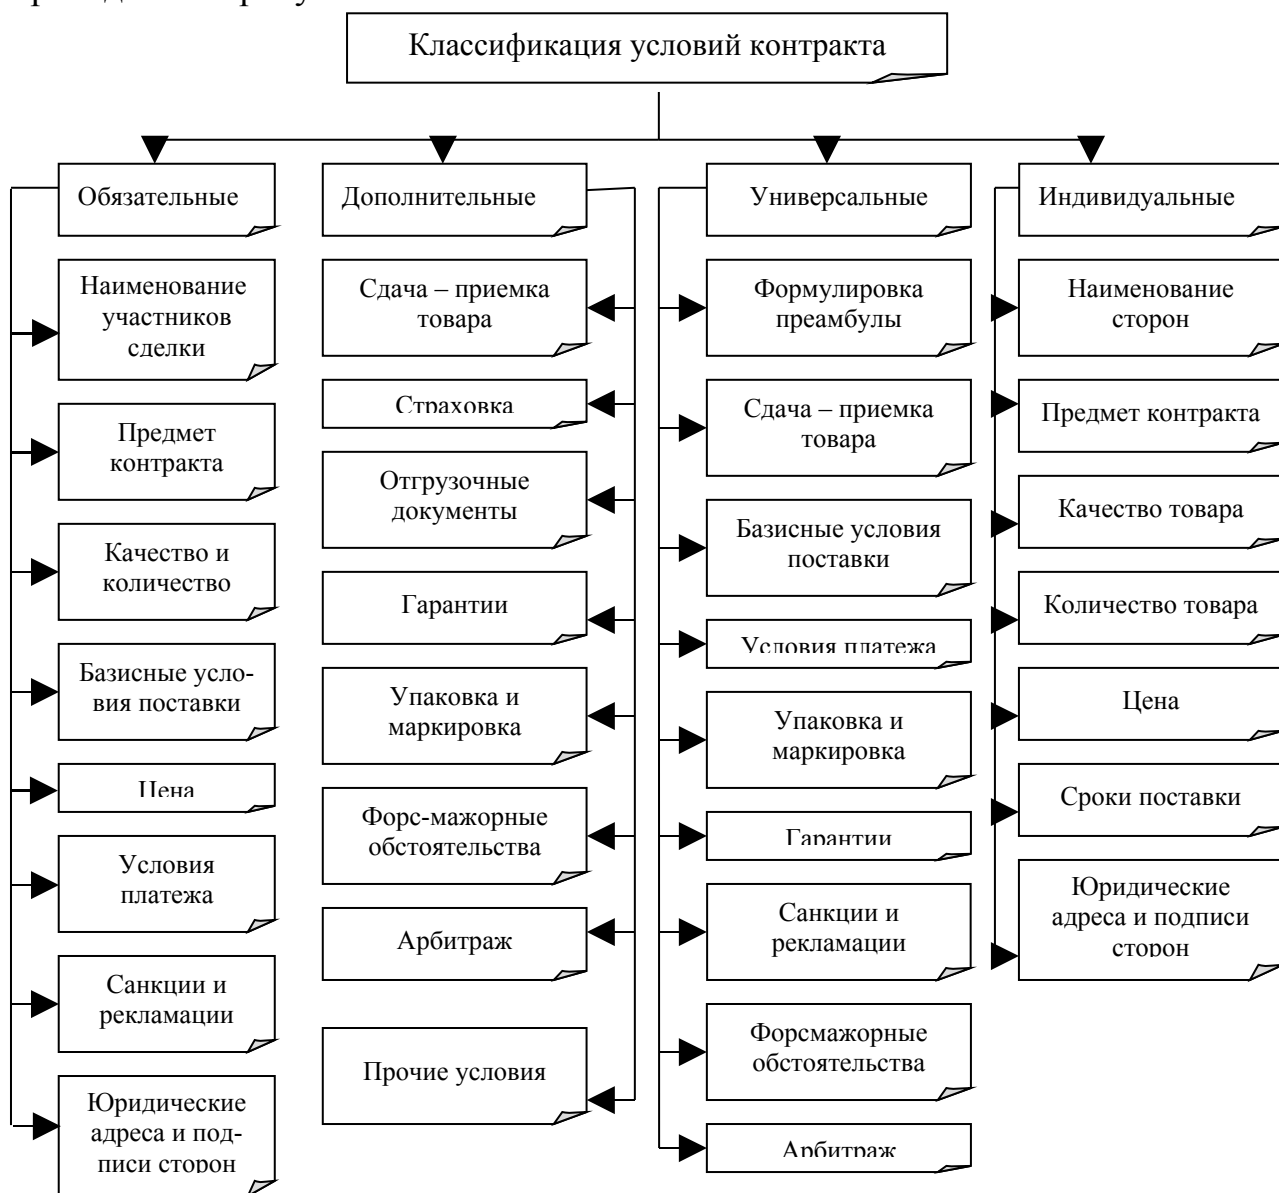 Классификация условий контракта
Обязательные
Наименование
участников
сделки
Предмет
контракта
Качество и
количество
Базисные усло-
вия поставки
Цена
Условия
платежа
Санкции и
рекламации
Юридические
адреса и под-
писи сторон
Дополнительные
Сдача – приемка
товара
Страховка
Отгрузочные
документы
Гарантии
Упаковка и
маркировка
Форс-мажорные
обстоятельства
Арбитраж
Прочие условия
Универсальные
Формулировка
преамбулы
Сдача – приемка
товара
Базисные условия
поставки
Условия платежа
Упаковка и
маркировка
Гарантии
Санкции и
рекламации
Форсмажорные
обстоятельства
Арбитраж
Индивидуальные
Наименование
сторон
Предмет контракта
Качество товара
Количество товара
Цена
Сроки поставки
Юридические
адреса и подписи
сторон